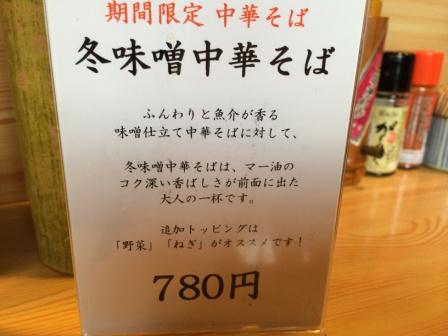 期間限定 中華そば
冬味噌中華そば
ふんわりと魚介が香る
味噌仕立て中華そばに対して、
冬味噌中華そばは、マー油の
コク深い香ばしさが前面に出た
大人の一杯です。
追加トッピングは
「野菜」「ねぎ」がオススメです!
780円